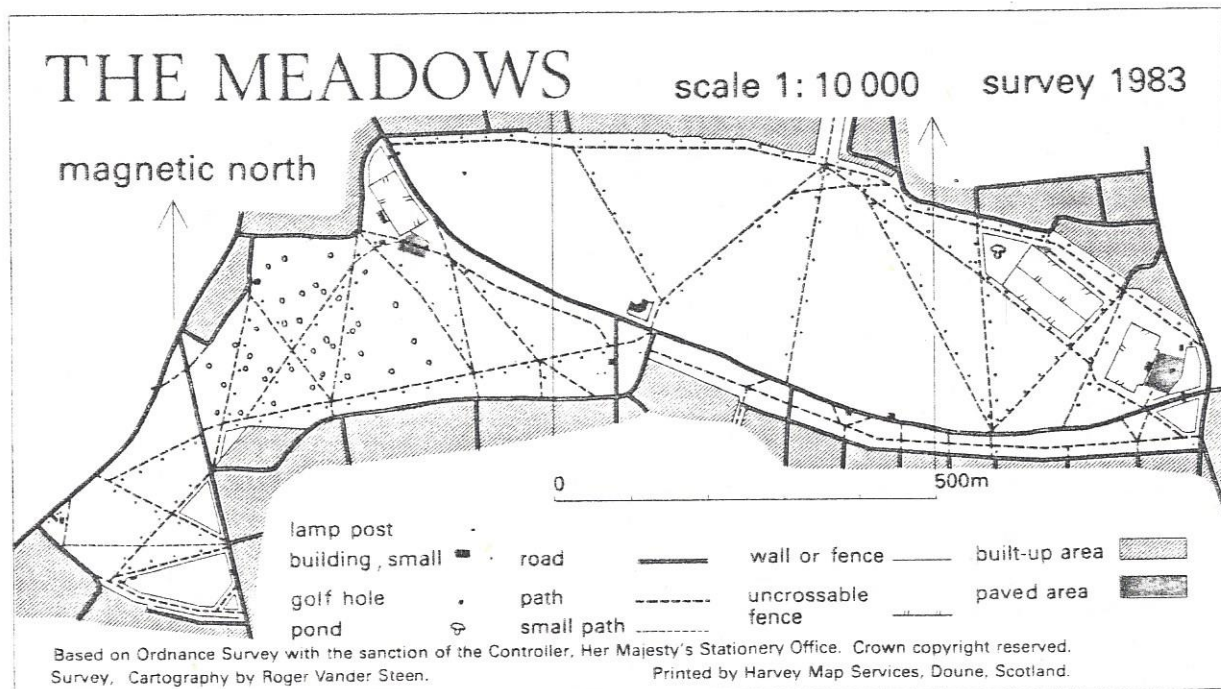 THE MEADOWS scale 1: 10 000 survey 1983
magnetic north
0 500m
lamp post
building, small road wall or fence built-up area
golf hole path uncrossable fence paved area
pond small path
Based on Ordnance Survey with the sanction of the Controller, Her Majesty's Stationery Office. Crown copyright reserved.
Survey, Cartography by Roger Vander Steen. Printed by Harvey Map Services, Doune, Scotland.